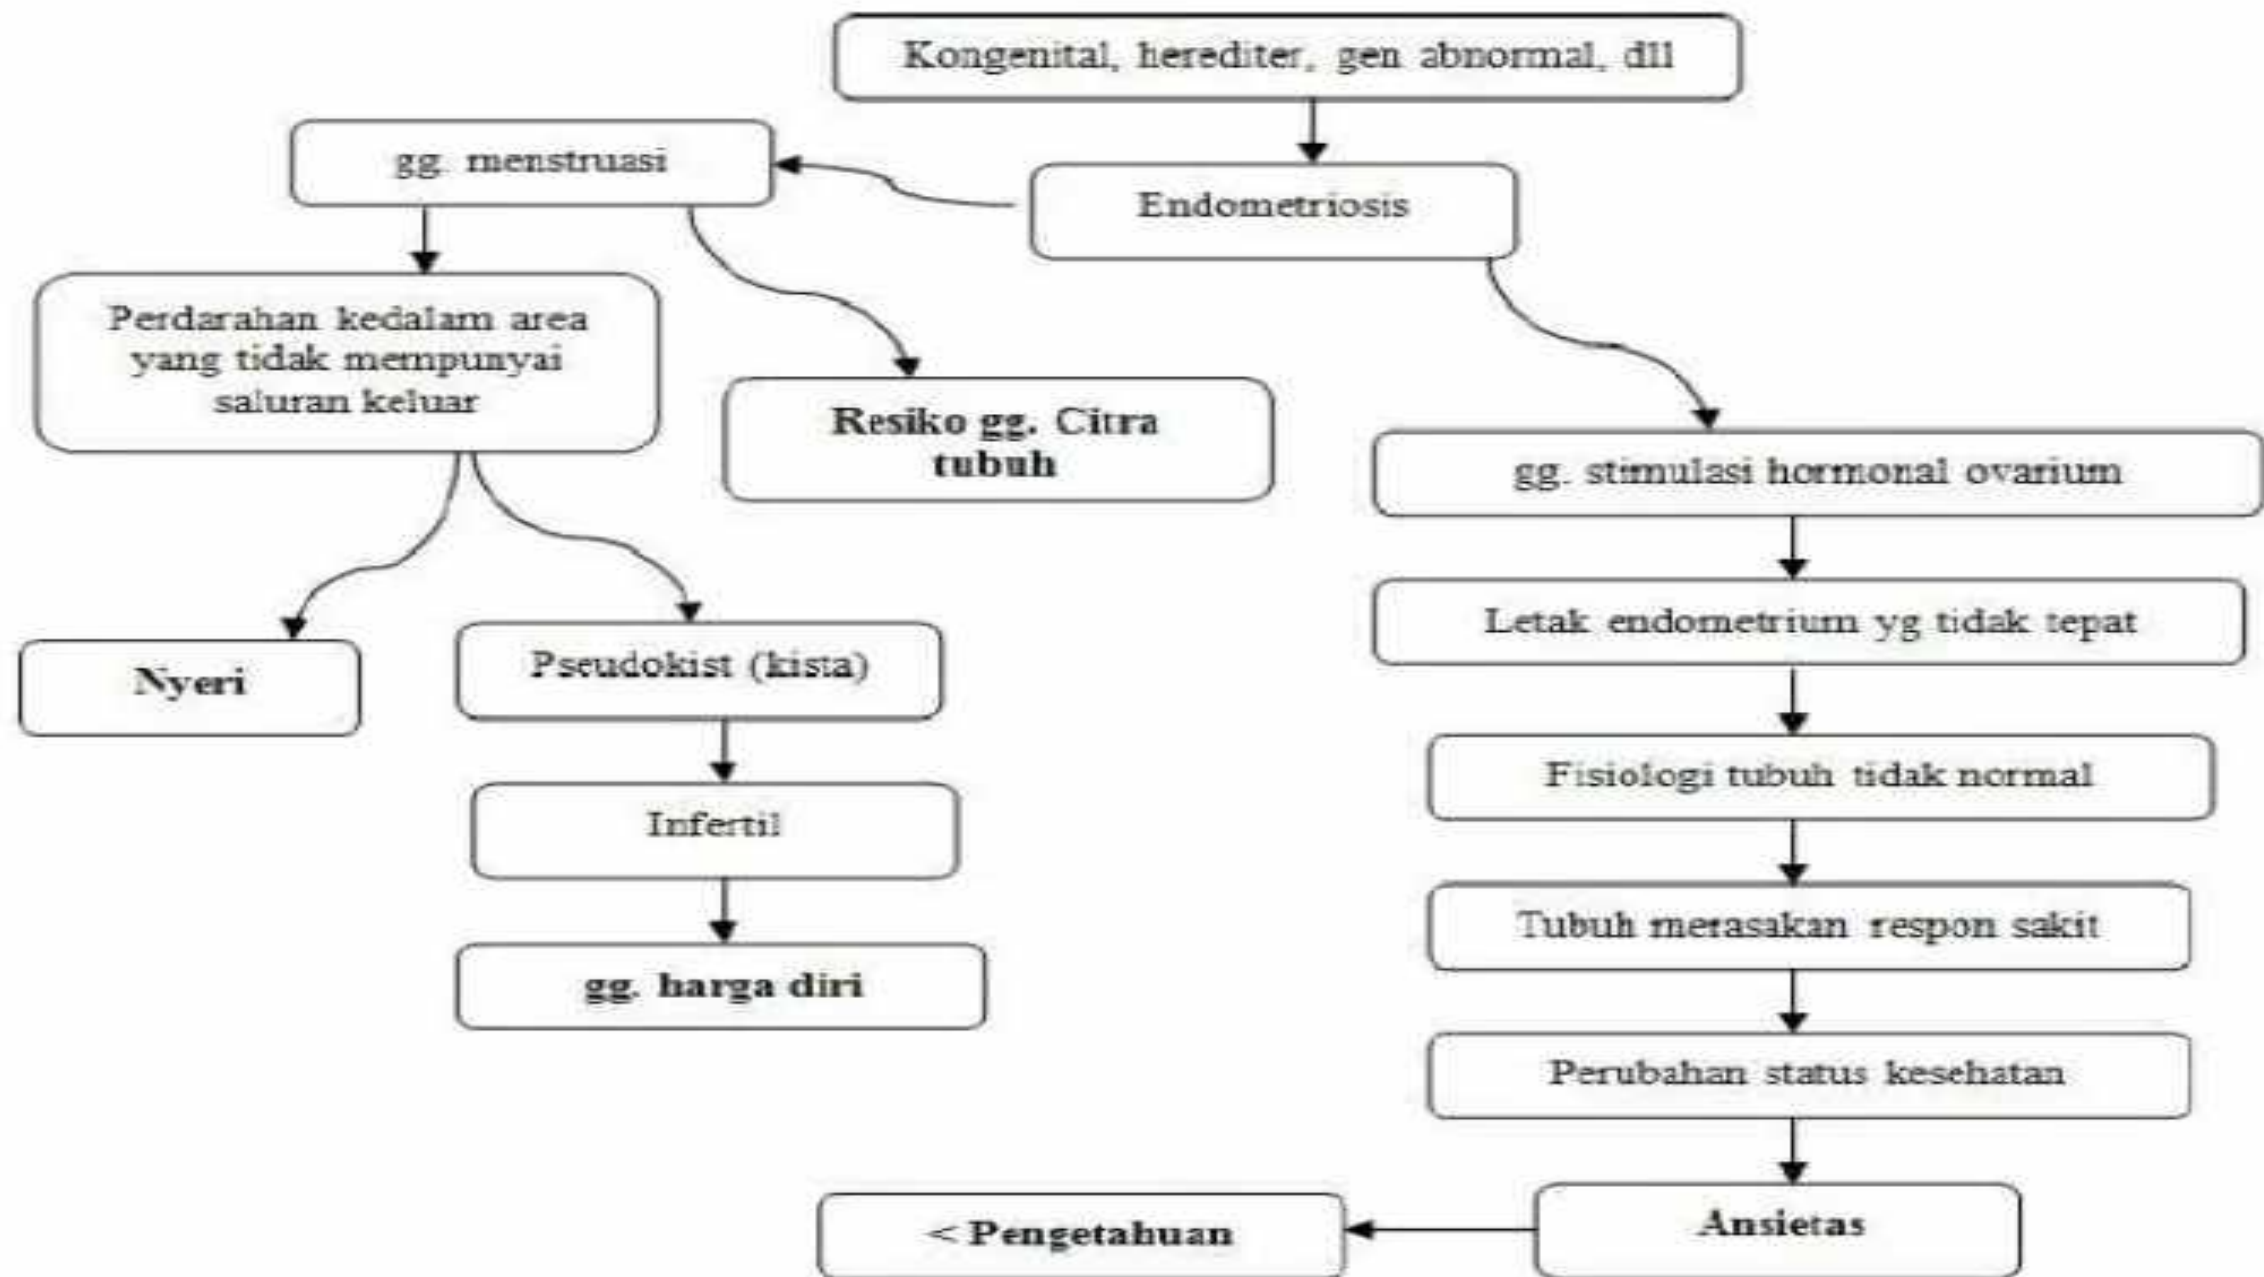 Kongenital, herediter, gen abnormal, dll
gg. menstruasi
Endometriosis
Perdarahan kedalam area
yang tidak mempunyai
saluran keluar
Resiko gg. Citra
tubuh
gg. stimulasi hormonal ovarium
Letak endometrium yg tidak tepat
Nyeri
Pseudokist (kista)
Fisiologi tubuh tidak normal
Infertil
Tubuh merasakan respon sakit
gg. harga diri
Perubahan status kesehatan
< Pengetahuan
Ansietas